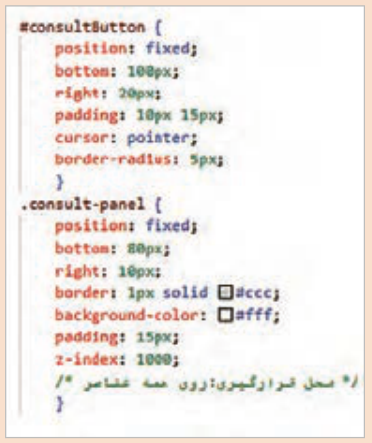 #consultButton {
position: fixed;
bottom: 100px;
right: 20px;
padding: 10px 15px;
cursor: pointer;
border-radius: 5px;
}
.consult-panel {
position: fixed;
bottom: 80px;
right: 10px;
border: 1px solid #ccc;
background-color: #fff;
padding: 15px;
z-index: 1000;
/* محل قرارگیری:روی همه عناصر */
}